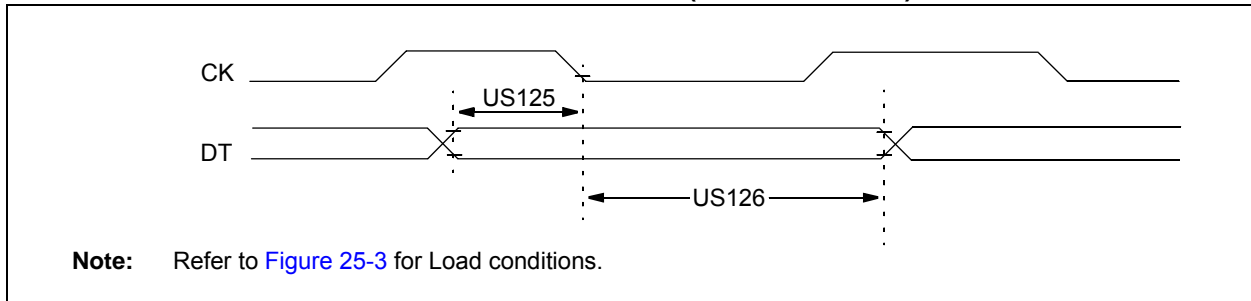 CK
US125
DT
US126
Note: Refer to Figure 25-3 for Load conditions.